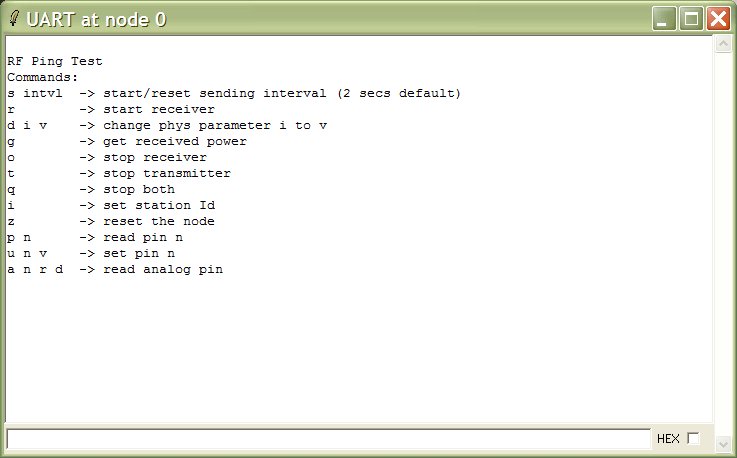 UART at node 0
RF Ping Test
Commands:
s intvl  -> start/reset sending interval (2 secs default)
r        -> start receiver
d i v    -> change phys parameter i to v
g        -> get received power
o        -> stop receiver
t        -> stop transmitter
q        -> stop both
i        -> set station Id
z        -> reset the node
p n      -> read pin n
u n v    -> set pin n
a n r d  -> read analog pin
HEX